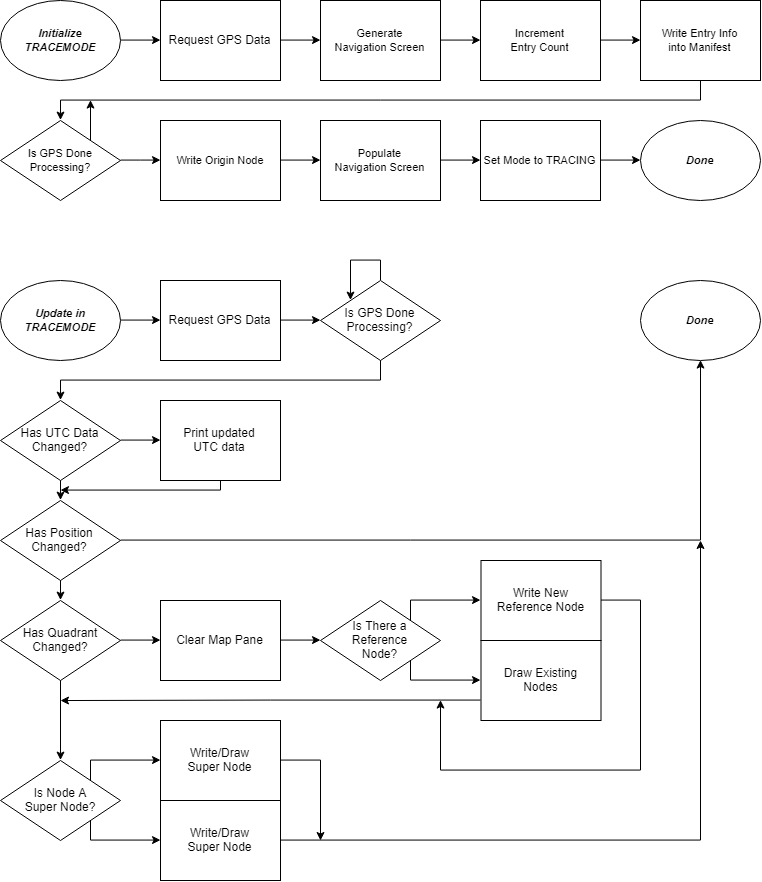 Initialize
TRACEMODE
Request GPS Data
Generate
Navigation Screen
Increment
Entry Count
Write Entry Info
into Manifest
Is GPS Done
Processing?
Write Origin Node
Populate
Navigation Screen
Set Mode to TRACING
Done
Update in
TRACEMODE
Request GPS Data
Is GPS Done
Processing?
Done
Has UTC Data
Changed?
Print updated
UTC data
Has Position
Changed?
Has Quadrant
Changed?
Clear Map Pane
Is There a
Reference
Node?
Write New
Reference Node
Draw Existing
Nodes
Is Node A
Super Node?
Write/Draw
Super Node
Write/Draw
Super Node